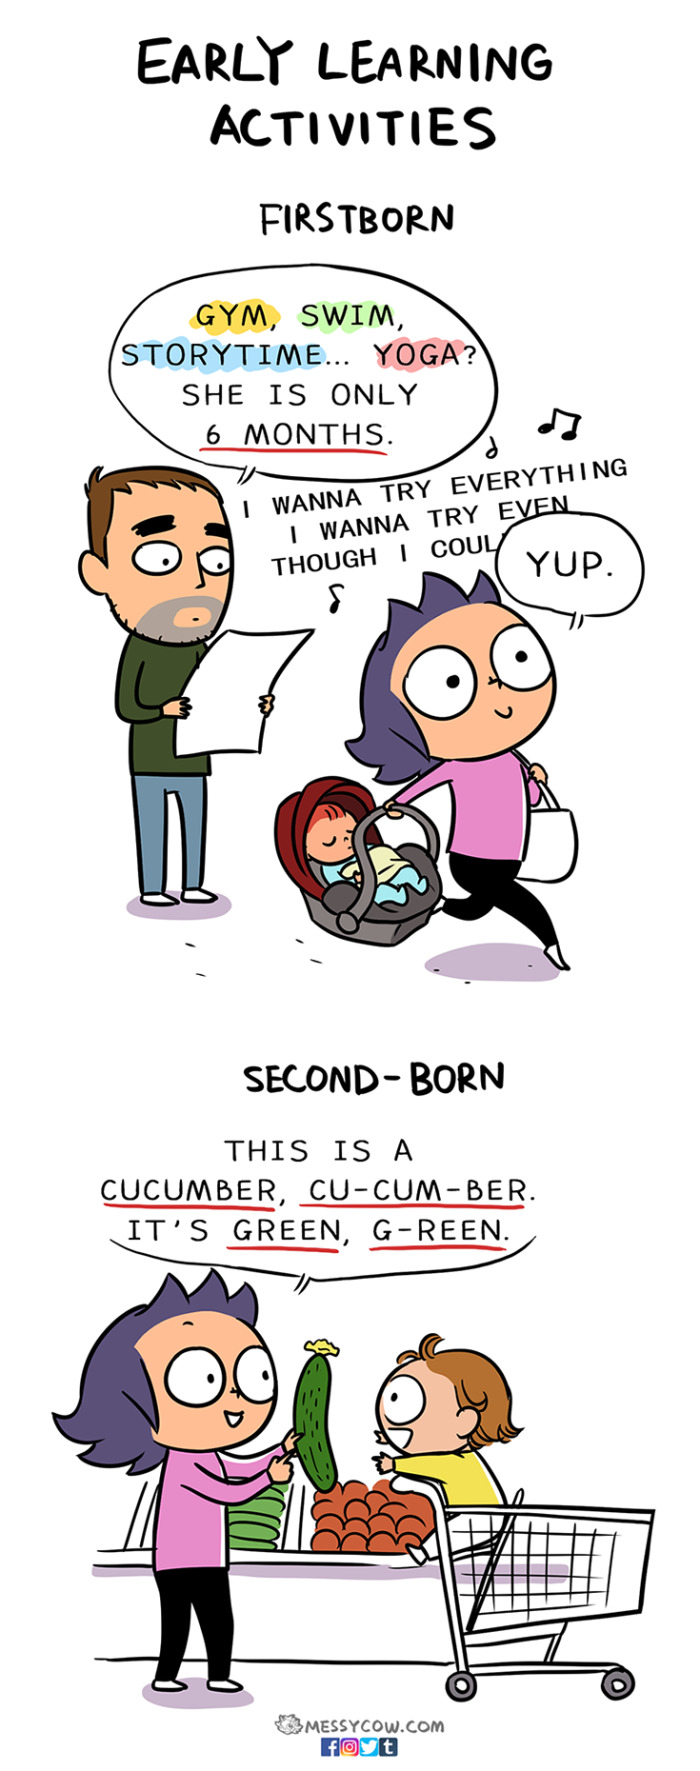 EARLY LEARNING
ACTIVITIES
FIRSTBORN
GYM, SWIM,
STORYTIME... YOGA?
SHE IS ONLY
6 MONTHS.
I WANNA TRY EVERYTHING
I WANNA TRY EVEN
THOUGH I COUL
YUP.
SECOND-BORN
THIS IS A
CUCUMBER, CU-CUM-BER.
IT'S GREEN, G-REEN.
MESSYCOW.COM